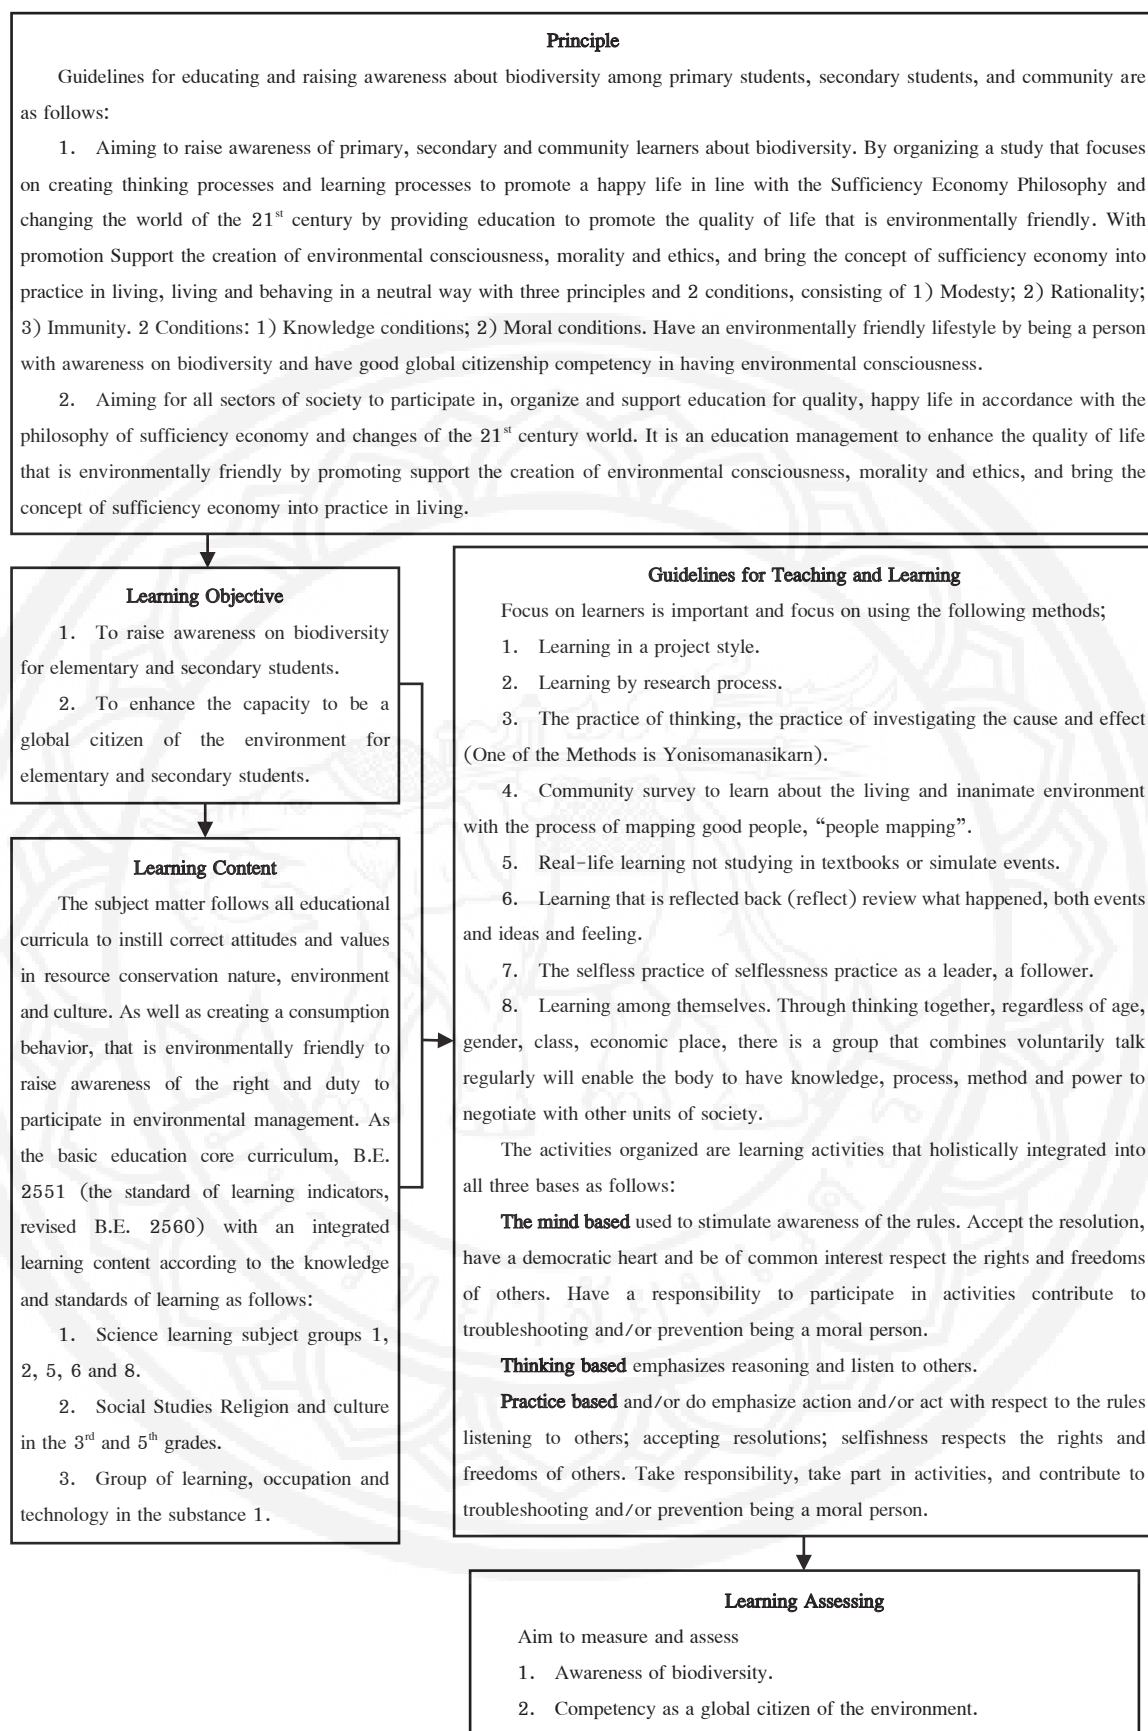 Principle
Guidelines for educating and raising awareness about biodiversity among primary students, secondary students, and community are
as follows:
1. Aiming to raise awareness of primary, secondary and community learners about biodiversity. By organizing a study that focuses
on creating thinking processes and learning processes to promote a happy life in line with the Sufficiency Economy Philosophy and
changing the world of the 21st century by providing education to promote the quality of life that is environmentally friendly. With
promotion Support the creation of environmental consciousness, morality and ethics, and bring the concept of sufficiency economy into
practice in living, living and behaving in a neutral way with three principles and 2 conditions, consisting of 1) Modesty; 2) Rationality;
3) Immunity. 2 Conditions: 1) Knowledge conditions; 2) Moral conditions. Have an environmentally friendly lifestyle by being a person
with awareness on biodiversity and have good global citizenship competency in having environmental consciousness.
2. Aiming for all sectors of society to participate in, organize and support education for quality, happy life in accordance with the
philosophy of sufficiency economy and changes of the 21st century world. It is an education management to enhance the quality of life
that is environmentally friendly by promoting support the creation of environmental consciousness, morality and ethics, and bring the
concept of sufficiency economy into practice in living.
Learning Objective
1. To raise awareness on biodiversity
for elementary and secondary students.
2. To enhance the capacity to be a
global citizen of the environment for
elementary and secondary students.
Learning Content
The subject matter follows all educational
curricula to instill correct attitudes and values
in resource conservation nature, environment
and culture. As well as creating a consumption
behavior, that is environmentally friendly to
raise awareness of the right and duty to
participate in environmental management. As
the basic education core curriculum, B.E.
2551 (the standard of learning indicators,
revised B.E. 2560) with an integrated
learning content according to the knowledge
and standards of learning as follows:
1. Science learning subject groups 1,
2, 5, 6 and 8.
2. Social Studies Religion and culture
in the 3rd and 5th grades.
3. Group of learning, occupation and
technology in the substance 1.
Guidelines for Teaching and Learning
Focus on learners is important and focus on using the following methods;
1. Learning in a project style.
2. Learning by research process.
3. The practice of thinking, the practice of investigating the cause and effect
(One of the Methods is Yonisomanasikarn).
4. Community survey to learn about the living and inanimate environment
with the process of mapping good people, “people mapping”.
5. Real-life learning not studying in textbooks or simulate events.
6. Learning that is reflected back (reflect) review what happened, both events
and ideas and feeling.
7. The selfless practice of selflessness practice as a leader, a follower.
8. Learning among themselves. Through thinking together, regardless of age,
gender, class, economic place, there is a group that combines voluntarily talk
regularly will enable the body to have knowledge, process, method and power to
negotiate with other units of society.
The activities organized are learning activities that holistically integrated into
all three bases as follows:
The mind based used to stimulate awareness of the rules. Accept the resolution,
have a democratic heart and be of common interest respect the rights and freedoms
of others. Have a responsibility to participate in activities contribute to
troubleshooting and/or prevention being a moral person.
Thinking based emphasizes reasoning and listen to others.
Practice based and/or do emphasize action and/or act with respect to the rules
listening to others; accepting resolutions; selfishness respects the rights and
freedoms of others. Take responsibility, take part in activities, and contribute to
troubleshooting and/or prevention being a moral person.
Learning Assessing
Aim to measure and assess
1. Awareness of biodiversity.
2. Competency as a global citizen of the environment.